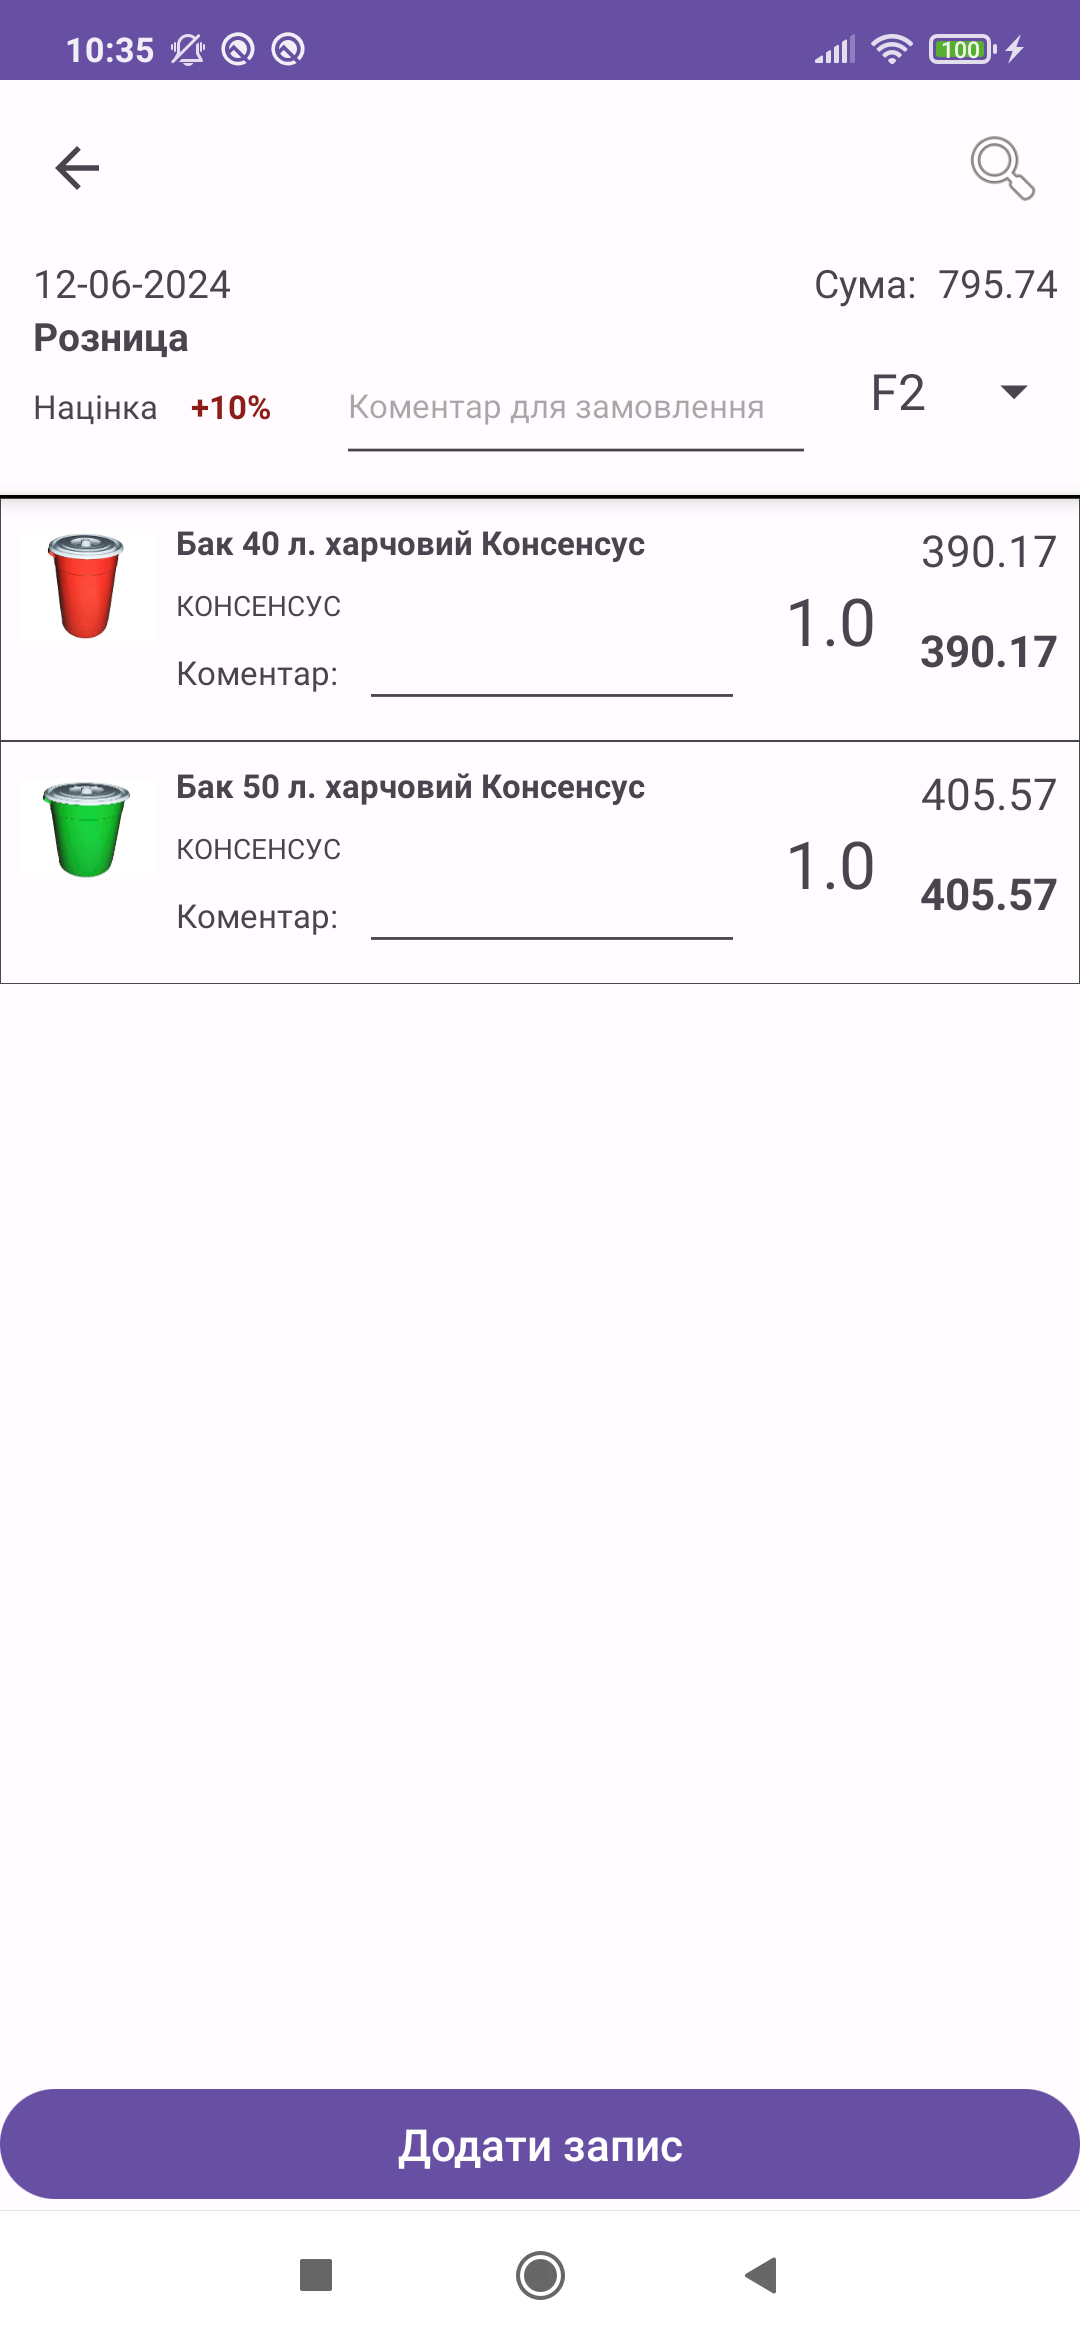 10:35 100
12-06-2024 Сума: 795.74
Розница
Націнка +10% Коментар для замовлення F2
Бак 40 л. харчовий Консенсус 390.17
КОНСЕНСУС 1.0
390.17
Коментар:
Бак 50 л. харчовий Консенсус 405.57
КОНСЕНСУС 1.0
405.57
Коментар:
Додати запис